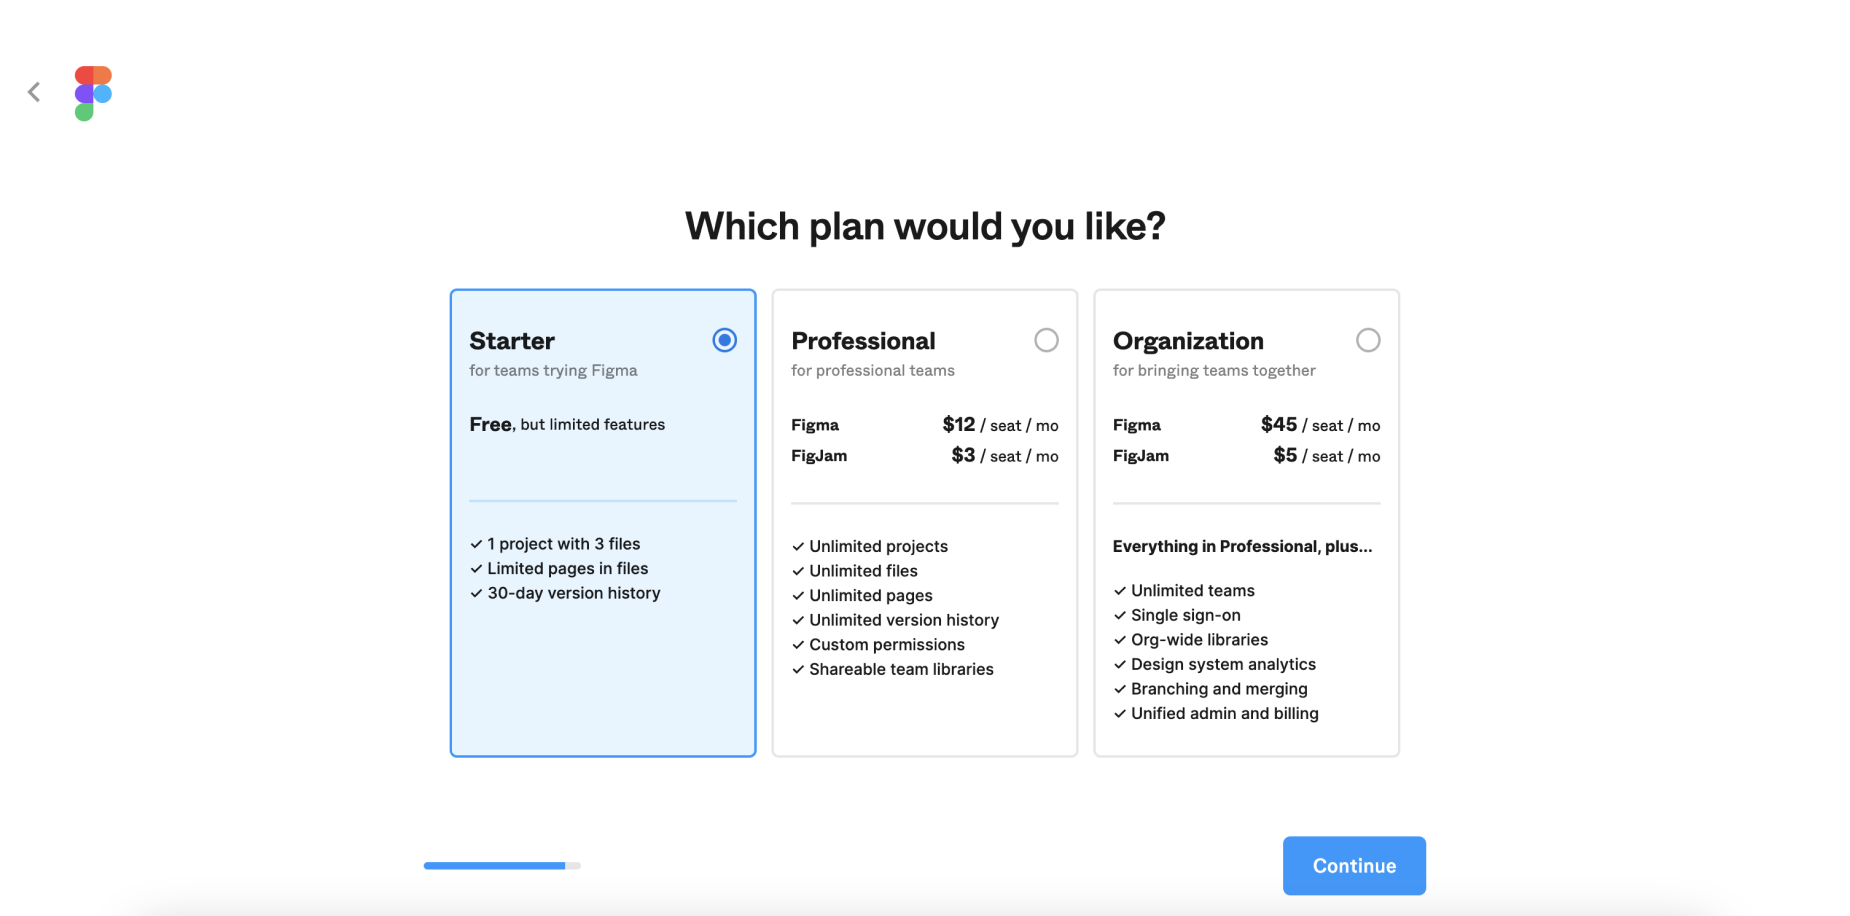 Which plan would you like?
Starter
for teams trying Figma
Free, but limited features
✓ 1 project with 3 files
✓ Limited pages in files
✓ 30-day version history
Professional
for professional teams
Figma $12 / seat / mo
FigJam $3 / seat / mo
✓ Unlimited projects
✓ Unlimited files
✓ Unlimited pages
✓ Unlimited version history
✓ Custom permissions
✓ Shareable team libraries
Organization
for bringing teams together
Figma $45 / seat / mo
FigJam $5 / seat / mo
Everything in Professional, plus...
✓ Unlimited teams
✓ Single sign-on
✓ Org-wide libraries
✓ Design system analytics
✓ Branching and merging
✓ Unified admin and billing
Continue